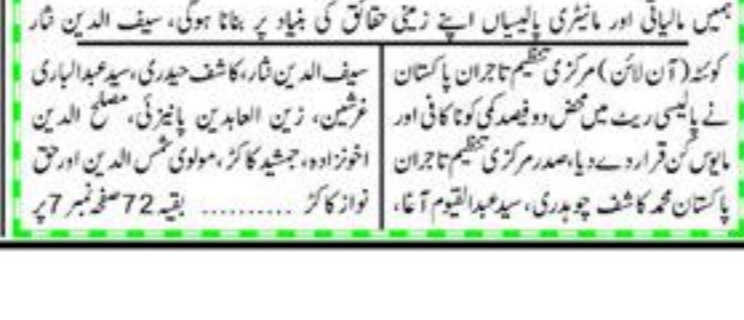 ہمیں مالیاتی اور مانیٹری پالیسیاں اپنے زمینی حقائق کی بنیاد پر بنانا ہوگی، سیف الدین نثار
کوئٹہ (آن لائن) مرکزی تنظیم تاجران پاکستان
نے پالیسی ریٹ میں محض دو فیصد کمی کو ناکافی اور
مایوس کن قرار دے دیا، صدر مرکزی تنظیم تاجران
پاکستان محمد کاشف چوہدری، سید عبدالقیوم آغا،
سیف الدین نثار، کاشف حیدری، سید عبدالباری
غرشین، زین العابدین پانیزئی، مصلح الدین
اخونزادہ، جمشید کاکڑ، مولوی شمس الدین اور حق
نواز کاکڑ .......... بقیہ 72 صفحہ نمبر 7 پر